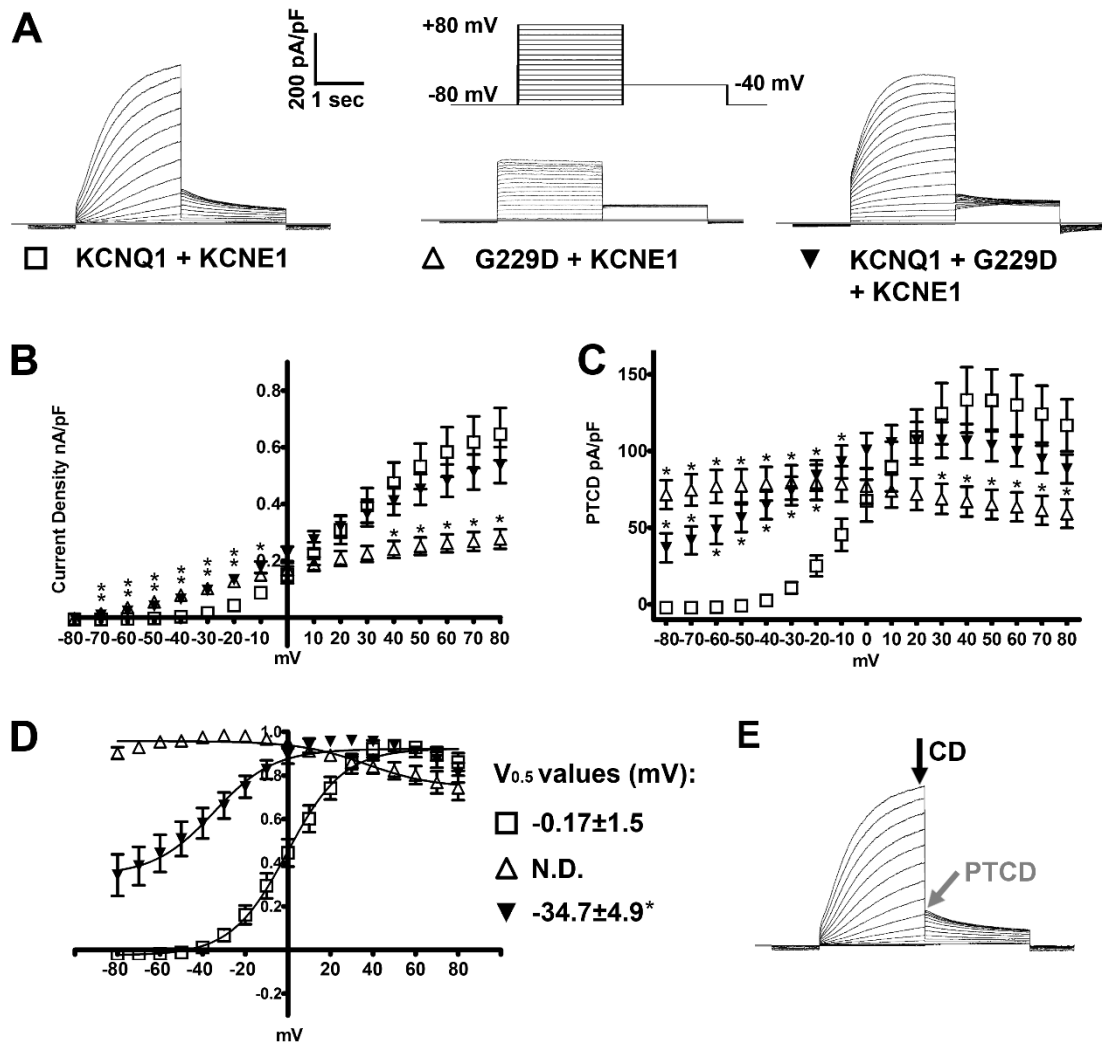 A
200 pA/pF
1 sec
+80 mV
-80 mV
-40 mV
KCNQ1 + KCNE1
G229D + KCNE1
KCNQ1 + G229D
+ KCNE1
B
Current Density nA/pF
0.8
0.6
0.4
0.2
-80 -70 -60 -50 -40 -30 -20 -10 10 20 30 40 50 60 70 80
mV
* * * * * * *
* * * * * *
* * * * *
C
PTCD pA/pF
150
100
50
0
-80 -70 -60 -50 -40 -30 -20 -10 0 10 20 30 40 50 60 70 80
mV
* * * * * * * *
* * * * * *
* * * * * *
D
1.0
0.8
0.6
0.4
0.2
-0.2
-80 -60 -40 -20 20 40 60 80
mV
V0.5 values (mV):
-0.17±1.5
N.D.
-34.7±4.9*
E
CD
PTCD